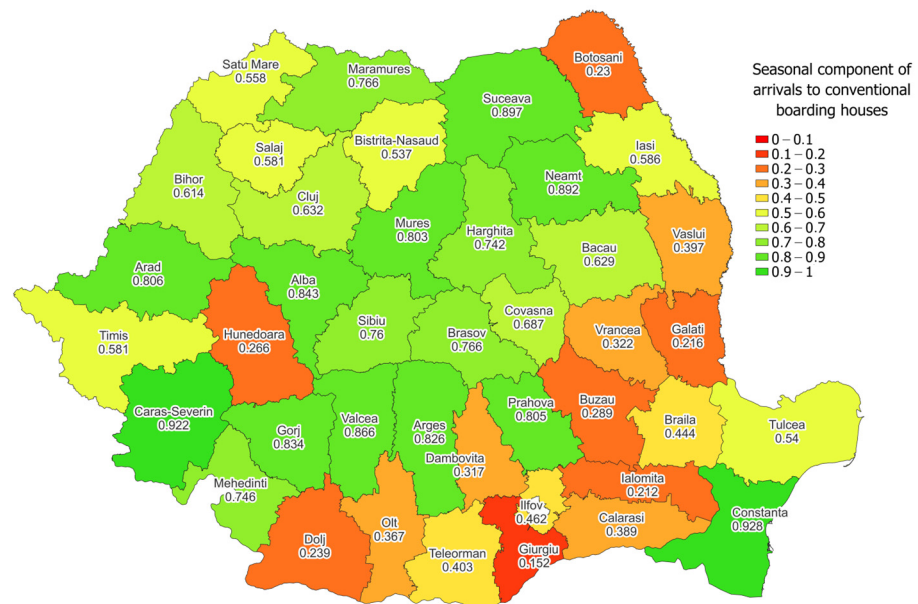 Satu Mare
0.558
Maramures
0.766
Botosani
0.23
Suceava
0.897
Seasonal component of
arrivals to conventional
boarding houses
0 – 0.1
0.1 – 0.2
0.2 – 0.3
0.3 – 0.4
0.4 – 0.5
0.5 – 0.6
0.6 – 0.7
0.7 – 0.8
0.8 – 0.9
0.9 – 1
Salaj
0.581
Bistrita-Nasaud
0.537
Iasi
0.586
Bihor
0.614
Cluj
0.632
Neamt
0.892
Mures
0.803
Harghita
0.742
Bacau
0.629
Vaslui
0.397
Arad
0.806
Alba
0.843
Timis
0.581
Hunedoara
0.266
Sibiu
0.76
Brasov
0.766
Covasna
0.687
Vrancea
0.322
Galati
0.216
Caras-Severin
0.922
Gorj
0.834
Valcea
0.866
Arges
0.826
Prahova
0.805
Buzau
0.289
Braila
0.444
Tulcea
0.54
Dambovita
0.317
Mehedinti
0.746
Ialomita
0.212
Ilfov
0.462
Constanta
0.928
Dolj
0.239
Olt
0.367
Teleorman
0.403
Giurgiu
0.152
Calarasi
0.389